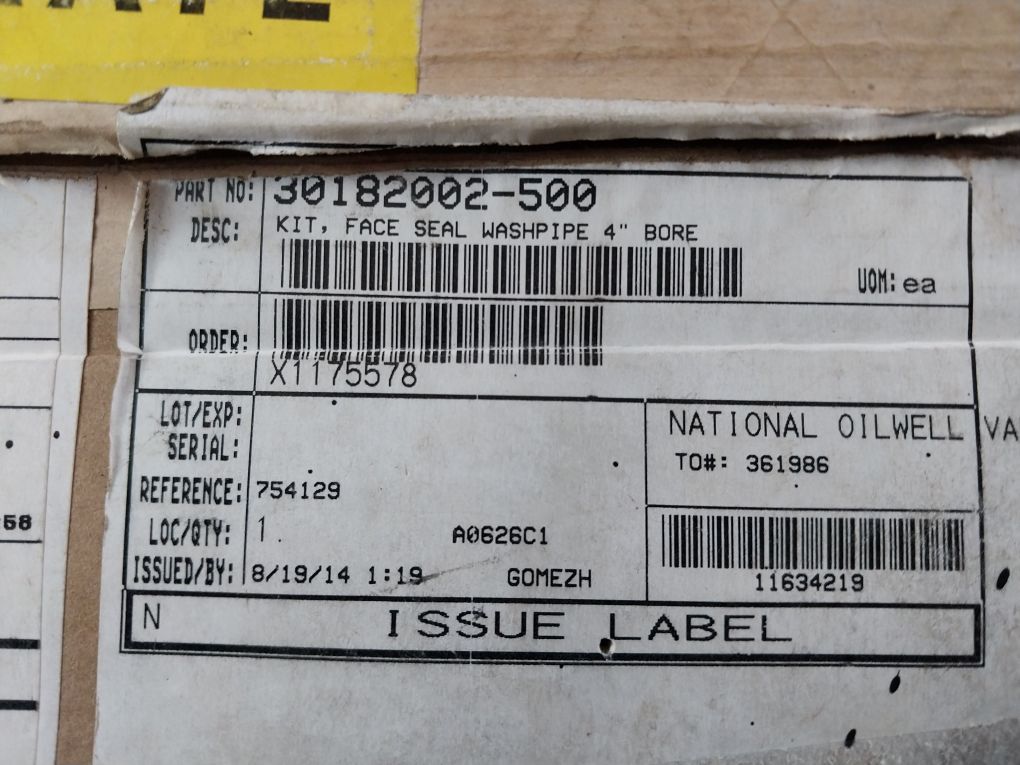 PART NO: 30182002-500
DESC: KIT, FACE SEAL WASHPIPE 4" BORE
UOM: ea
ORDER:
X1175578
LOT/EXP:
SERIAL:
NATIONAL OILWELL VA
TO#: 361986
REFERENCE: 754129
LOC/QTY: 1 A0626C1
ISSUED/BY: 8/19/14 1:19 GOMEZH
11634219
N ISSUE LABEL
58